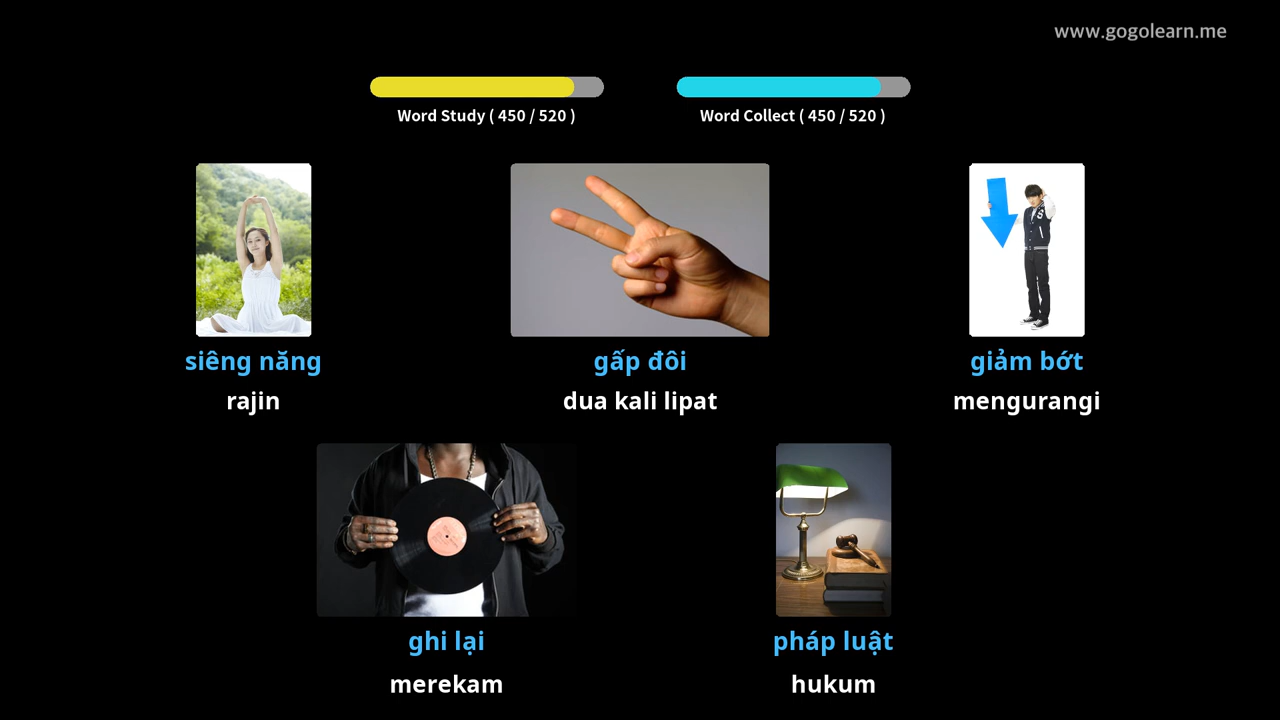 www.gogolearn.me
Word Study ( 450 / 520 )
Word Collect ( 450 / 520 )
siêng năng
gấp đôi
giảm bớt
rajin
dua kali lipat
mengurangi
ghi lại
pháp luật
merekam
hukum